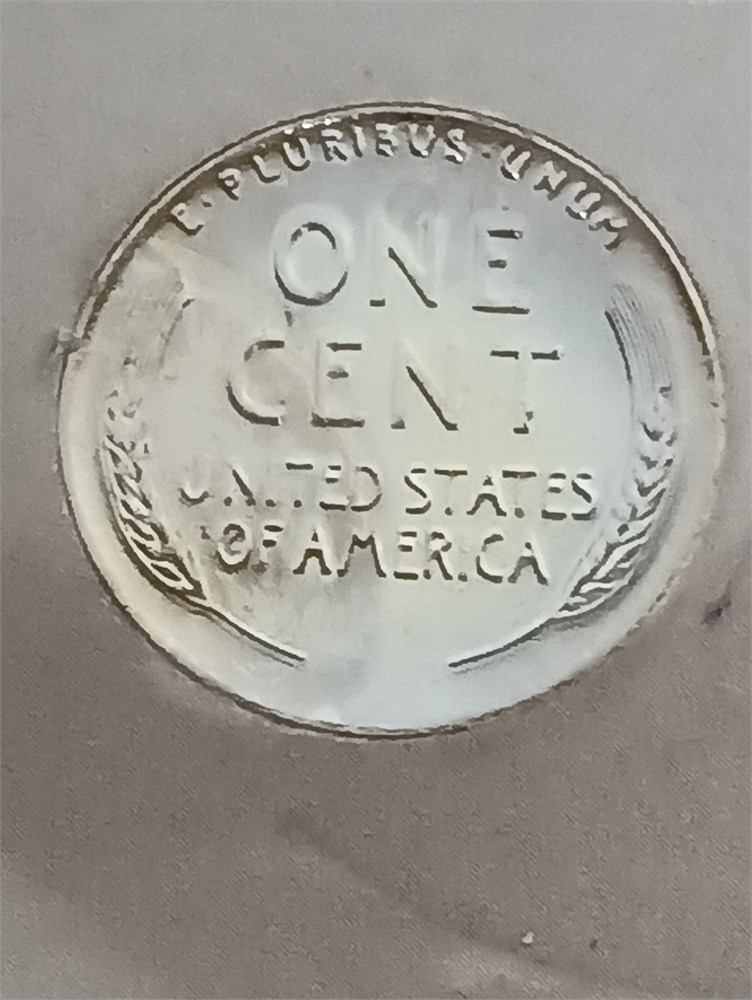 E·PLURIBUS·UNUM
ONE
CENT
UNITED STATES
OF AMERICA